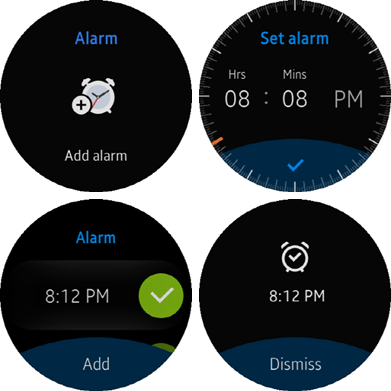 Alarm
Add alarm
Set alarm
Hrs Mins
08 : 08 PM
Alarm
8:12 PM
Add
8:12 PM
Dismiss